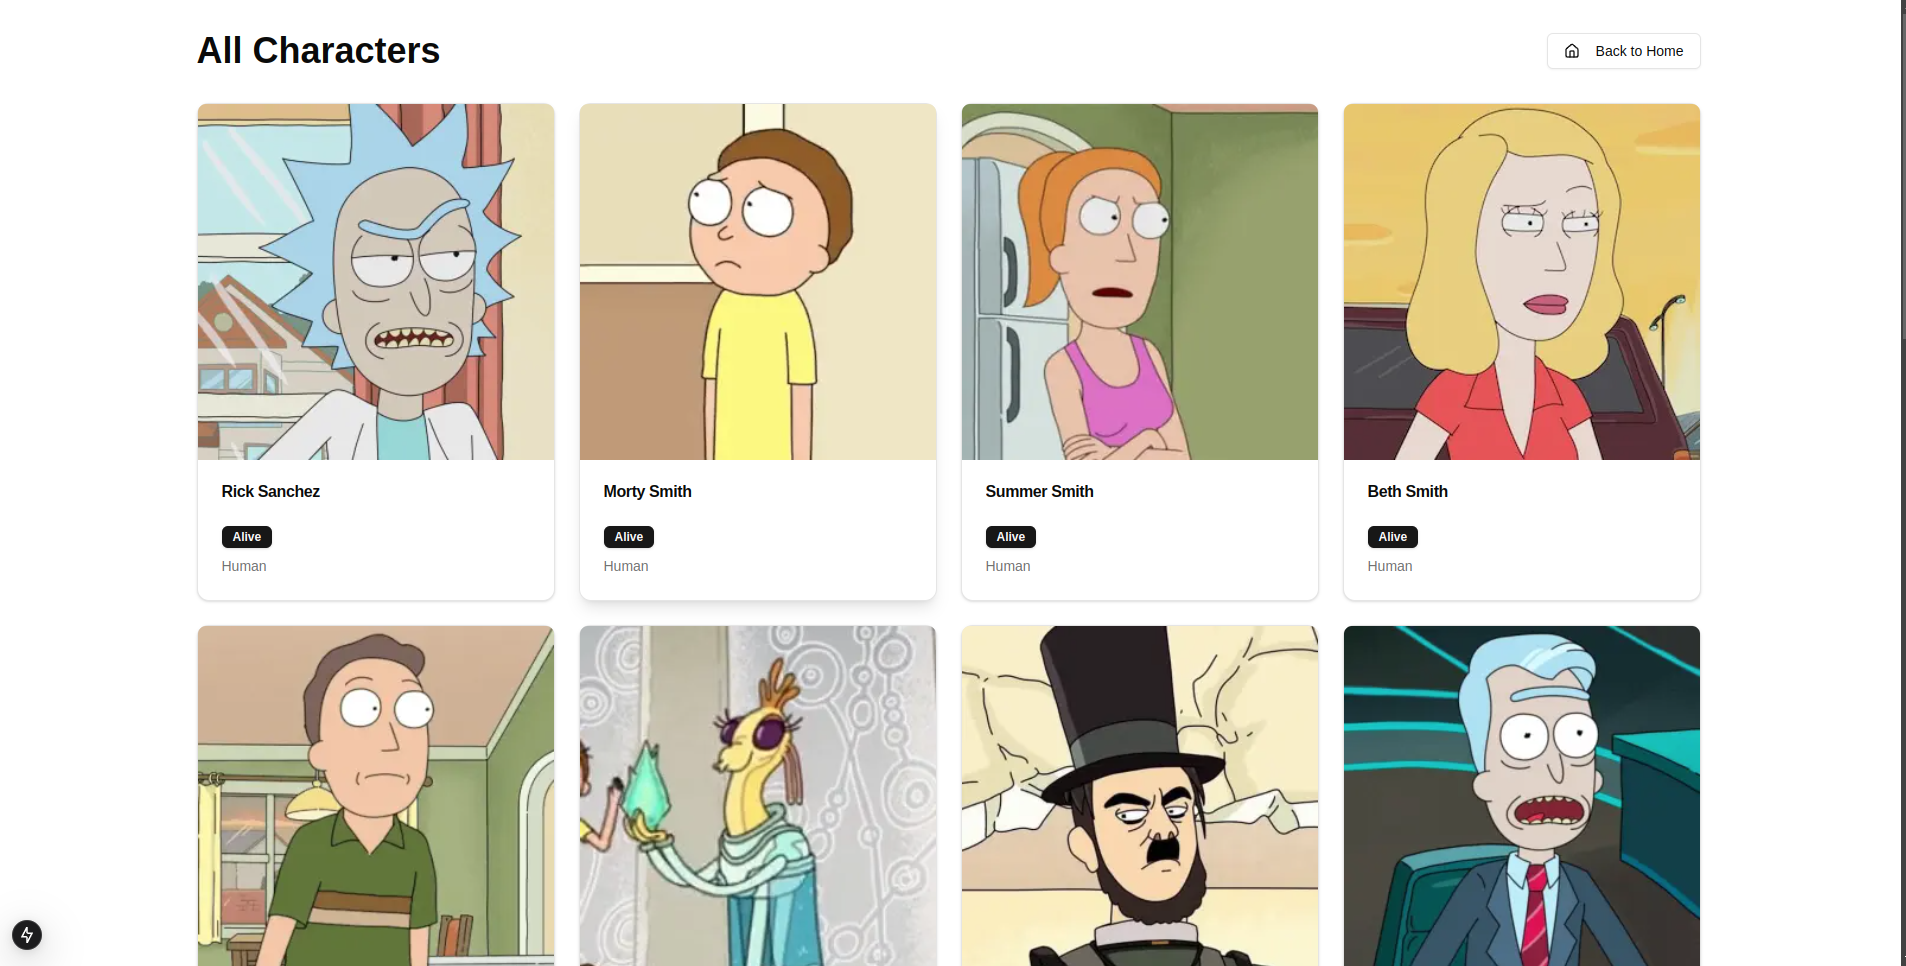 All Characters
Back to Home
Rick Sanchez
Morty Smith
Summer Smith
Beth Smith
Alive
Alive
Alive
Alive
Human
Human
Human
Human